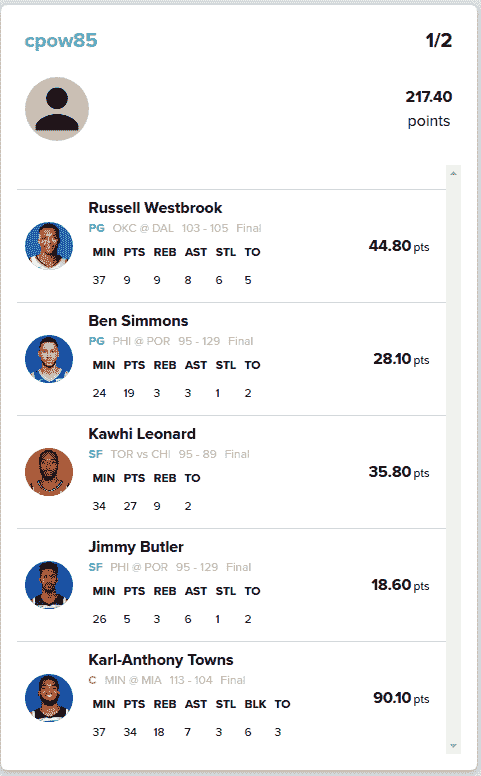 cpow85 1/2
217.40
points
Russell Westbrook
PG OKC @ DAL 103 - 105 Final
44.80 pts
MIN PTS REB AST STL TO
37 9 9 8 6 5
Ben Simmons
PG PHI @ POR 95 - 129 Final
28.10 pts
MIN PTS REB AST STL TO
24 19 3 3 1 2
Kawhi Leonard
SF TOR vs CHI 95 - 89 Final
35.80 pts
MIN PTS REB TO
34 27 9 2
Jimmy Butler
SF PHI @ POR 95 - 129 Final
18.60 pts
MIN PTS REB AST STL TO
26 5 3 6 1 2
Karl-Anthony Towns
C MIN @ MIA 113 - 104 Final
90.10 pts
MIN PTS REB AST STL BLK TO
37 34 18 7 3 6 3